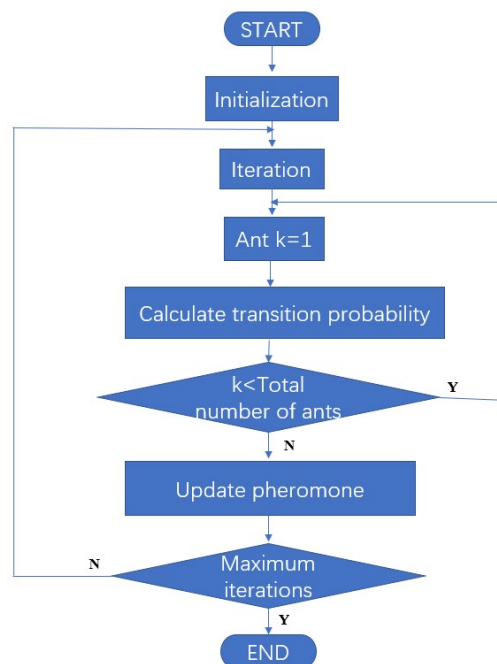 START
Initialization
Iteration
Ant k=1
Calculate transition probability
k<Total
number of ants
Y
N
Update pheromone
Maximum
iterations
N
Y
END